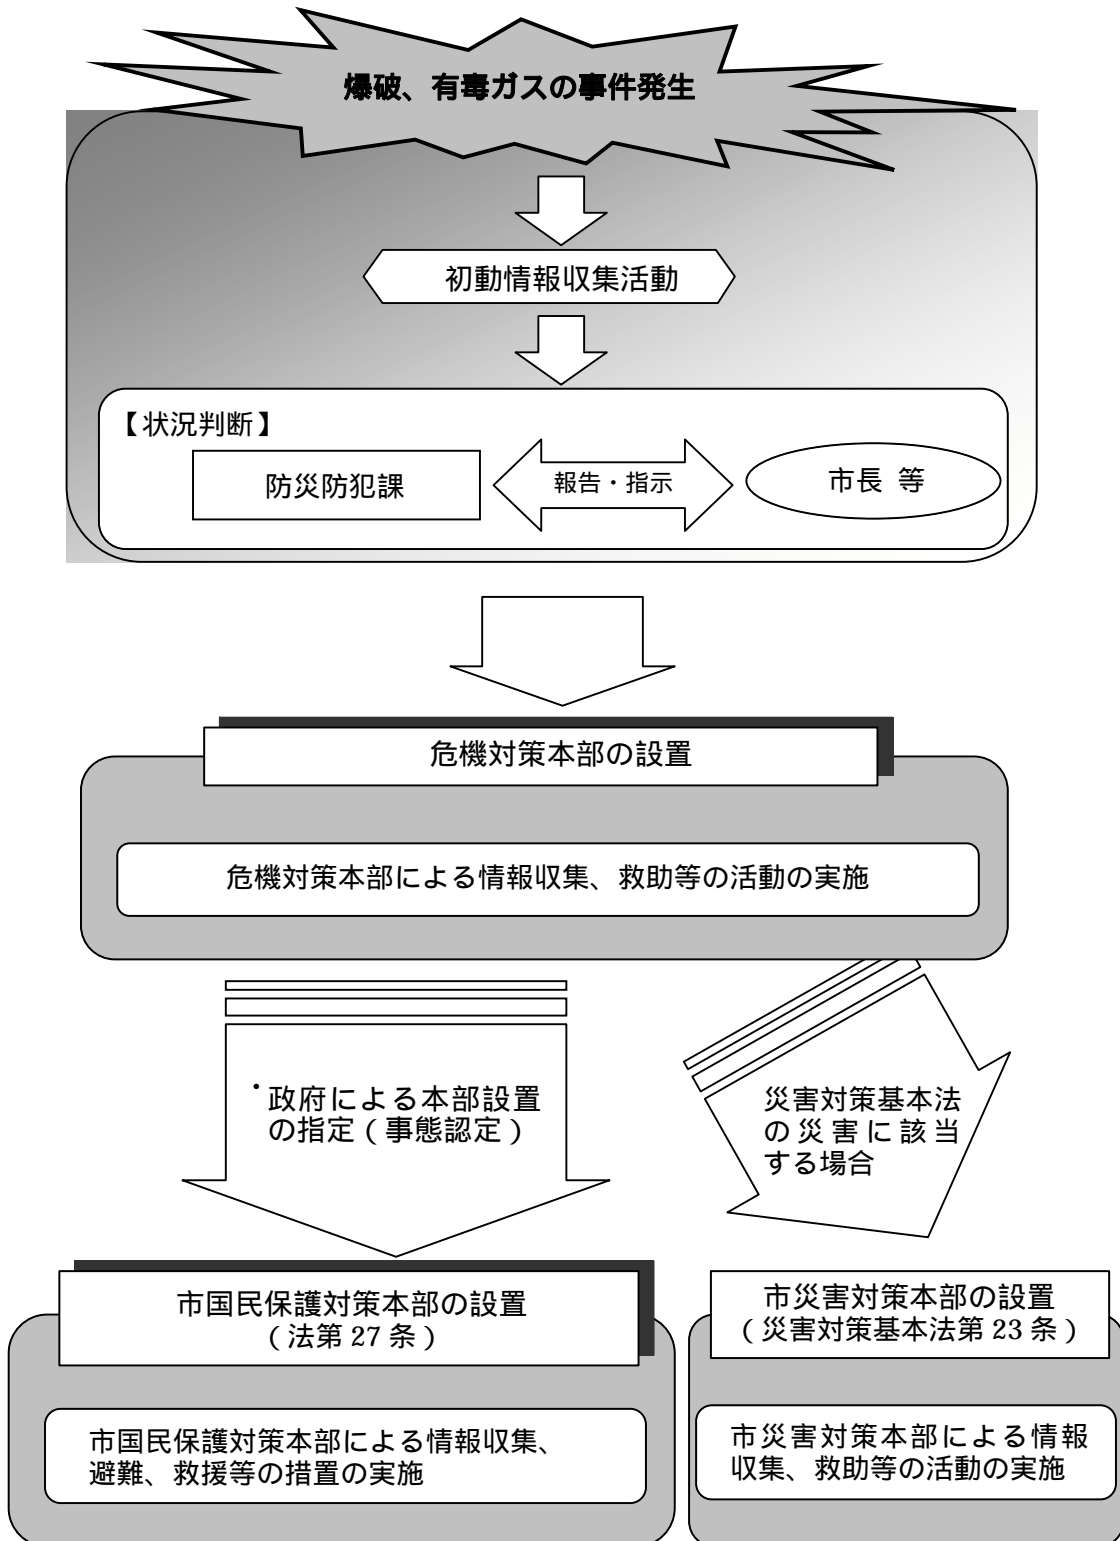 爆破、有毒ガスの事件発生
初動情報収集活動
【状況判断】
防災防犯課
報告・指示
市長 等
危機対策本部の設置
危機対策本部による情報収集、救助等の活動の実施
・政府による本部設置
の指定(事態認定)
災害対策基本法
の災害に該当
する場合
市国民保護対策本部の設置
(法第 27 条)
市国民保護対策本部による情報収集、
避難、救援等の措置の実施
市災害対策本部の設置
(災害対策基本法第 23 条)
市災害対策本部による情報
収集、救助等の活動の実施